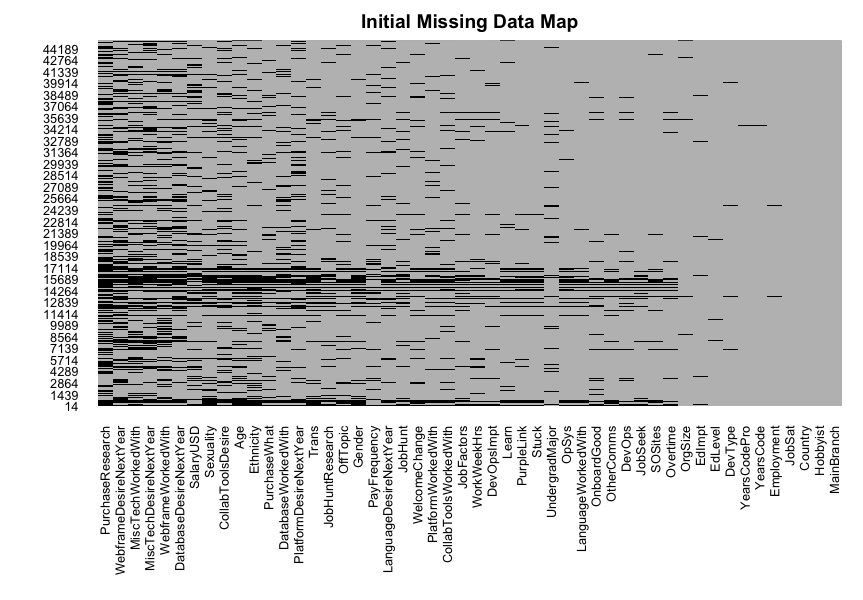 Initial Missing Data Map
44189
42764
41339
39914
38489
37064
35639
34214
32789
31364
29939
28514
27089
25664
24239
22814
21389
19964
18539
17114
15689
14264
12839
11414
9989
8564
7139
5714
4289
2864
1439
14
PurchaseResearch
WebframeDesireNextYear
MiscTechWorkedWith
MiscTechDesireNextYear
WebframeWorkedWith
DatabaseDesireNextYear
SalaryUSD
Sexuality
CollabToolsDesire
Age
Ethnicity
PurchaseWhat
DatabaseWorkedWith
PlatformDesireNextYear
Trans
JobHuntResearch
OffTopic
Gender
PayFrequency
LanguageDesireNextYear
JobHunt
WelcomeChange
PlatformWorkedWith
CollabToolsWorkedWith
JobFactors
WorkWeekHrs
DevOpsImpt
Learn
PurpleLink
Stuck
UndergradMajor
OpSys
LanguageWorkedWith
OnboardGood
OtherComms
DevOps
JobSeek
SOSites
Overtime
OrgSize
EdImpt
EdLevel
DevType
YearsCodePro
YearsCode
Employment
JobSat
Country
Hobbyist
MainBranch